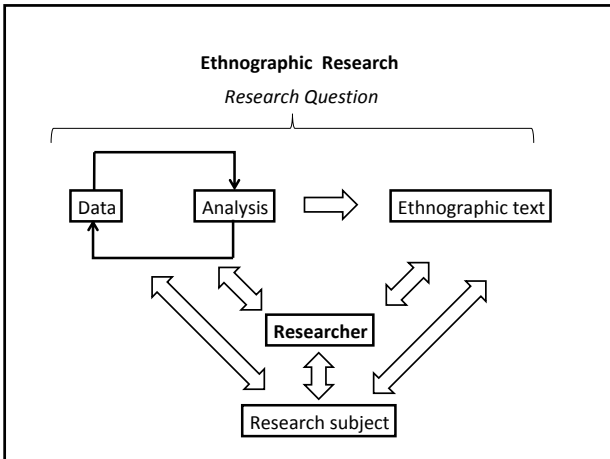 Ethnographic Research
Research Question
Data
Analysis
Ethnographic text
Researcher
Research subject